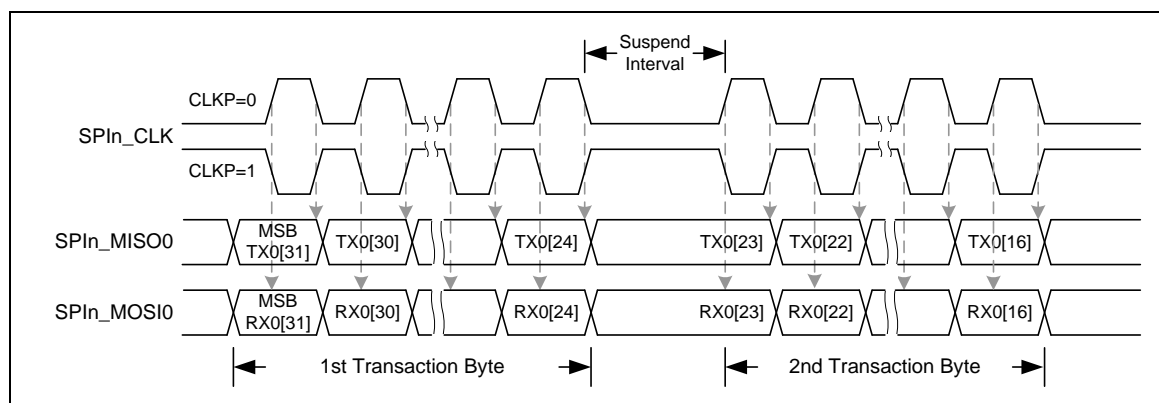 Suspend
Interval
CLKP=0
SPIn_CLK
CLKP=1
SPIn_MISO0
MSB
TX0[31]
TX0[30]
TX0[24]
TX0[23]
TX0[22]
TX0[16]
SPIn_MOSI0
MSB
RX0[31]
RX0[30]
RX0[24]
RX0[23]
RX0[22]
RX0[16]
1st Transaction Byte
2nd Transaction Byte